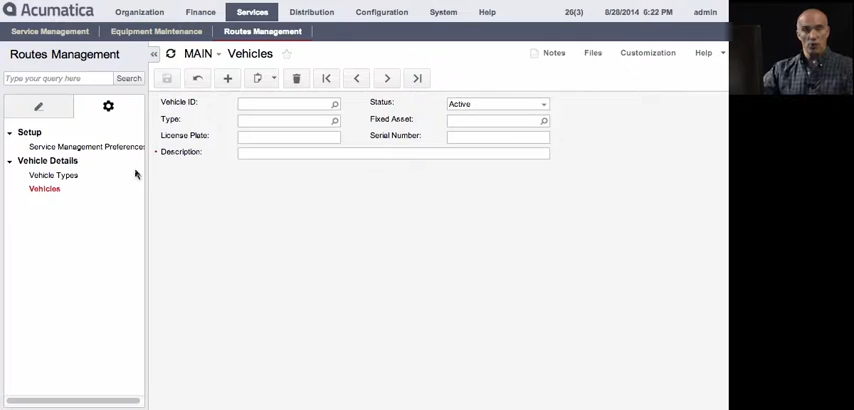 Acumatica Organization Finance Services Distribution Configuration System Help 26(3) 8/28/2014 6:22 PM admin
Service Management Equipment Maintenance Routes Management
Routes Management MAIN Vehicles Notes Files Customization Help
Type your query here Search
Vehicle ID: Status: Active
Type: Fixed Asset:
License Plate: Serial Number:
Description:
Setup
Service Management Preferences
Vehicle Details
Vehicle Types
Vehicles